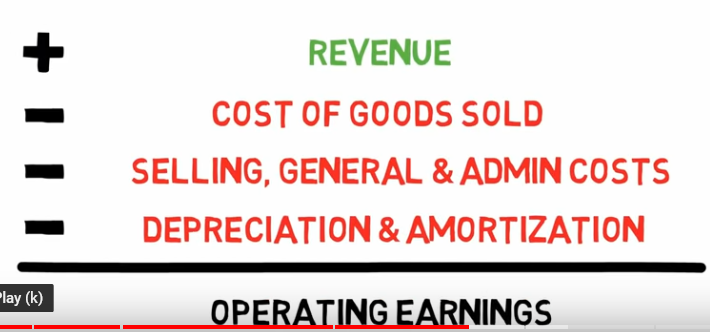 + REVENUE
- COST OF GOODS SOLD
- SELLING, GENERAL & ADMIN COSTS
- DEPRECIATION & AMORTIZATION
Play (k)
OPERATING EARNINGS